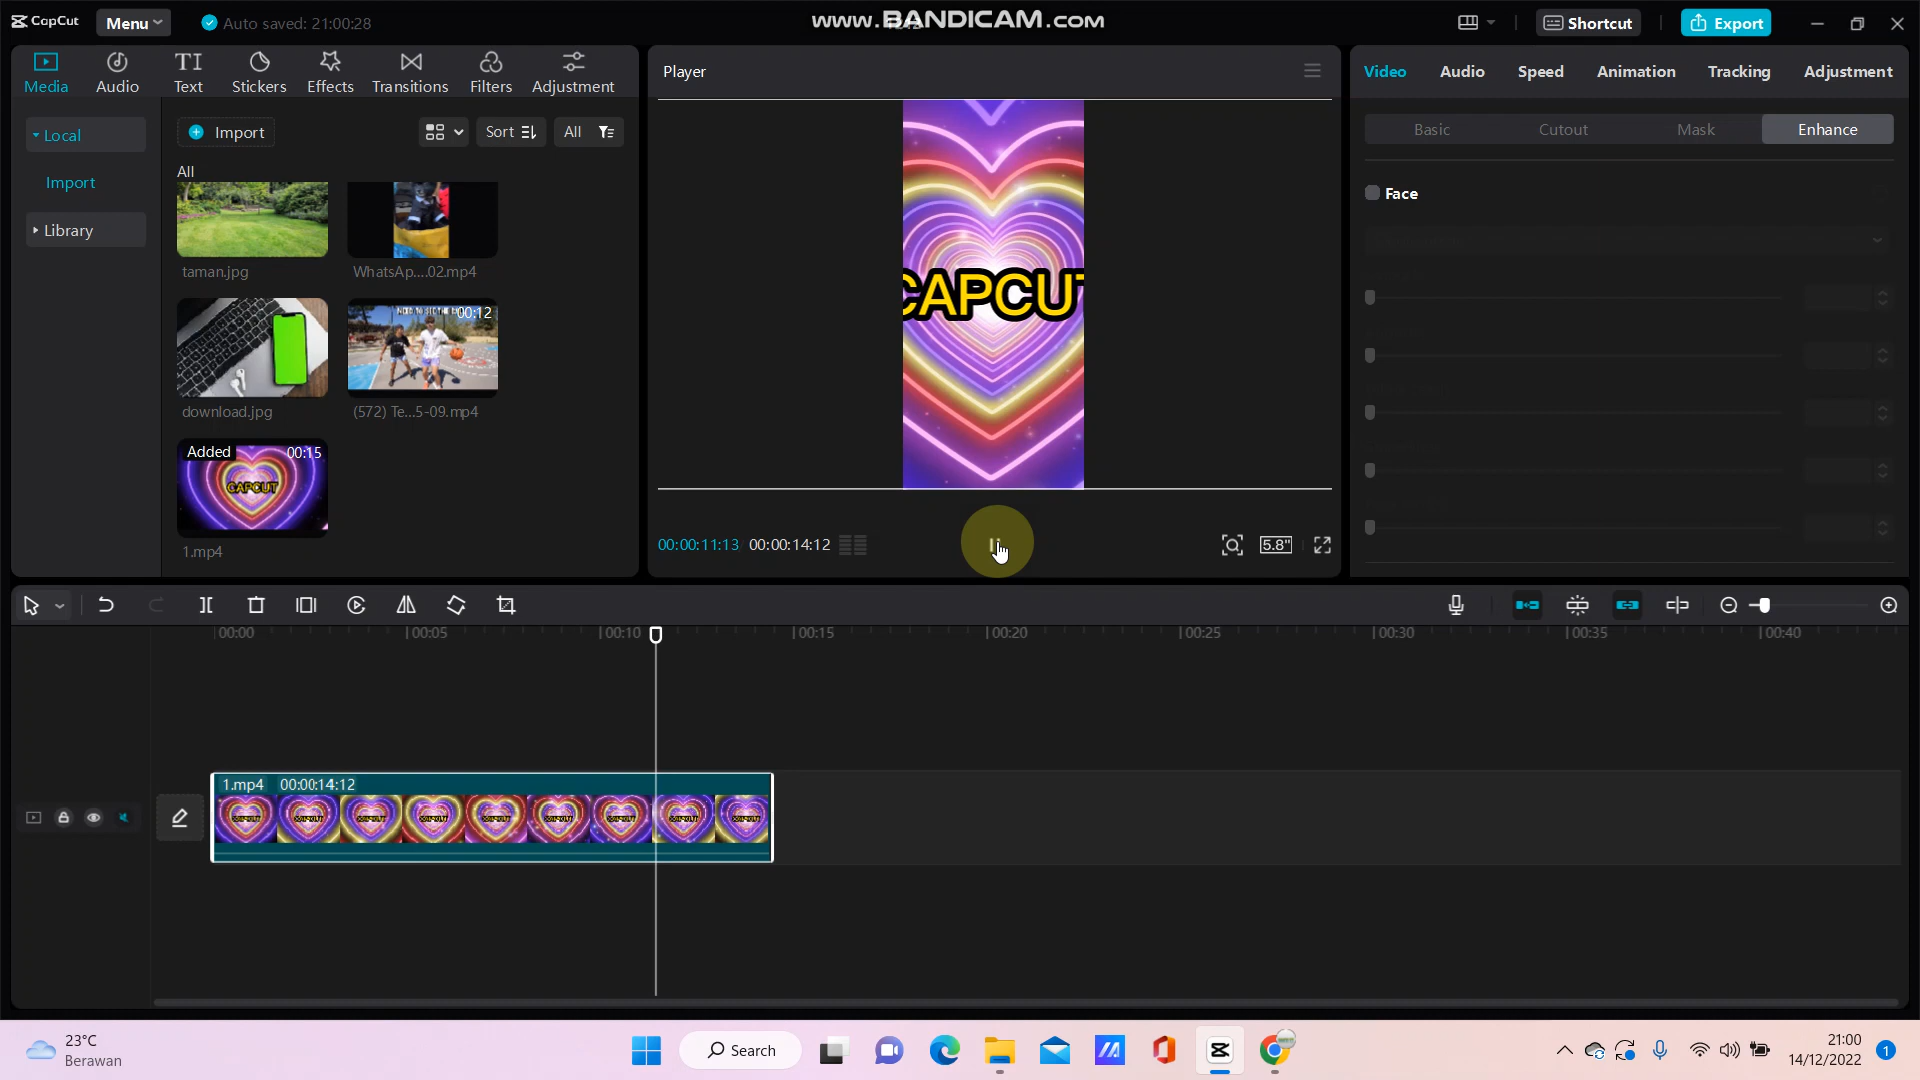 CapCut
Menu
Auto saved: 21:00:28
www.BANDICAM.com
Shortcut
Export
Media
Audio
Text
Stickers
Effects
Transitions
Filters
Adjustment
Player
Video
Audio
Speed
Animation
Tracking
Adjustment
Local
Import
Library
Import
Sort
All
All
taman.jpg
WhatsAp....02.mp4
00:12
download.jpg
(572) Te...5-09.mp4
Added
00:15
CAPCUT
1.mp4
CAPCUT
00:00:11:13
00:00:14:12
5.8"
Basic
Cutout
Mask
Enhance
Face
00:00
00:05
00:10
00:15
00:20
00:25
00:30
00:35
00:40
1.mp4
00:00:14:12
23°C
Berawan
Search
21:00
14/12/2022
1